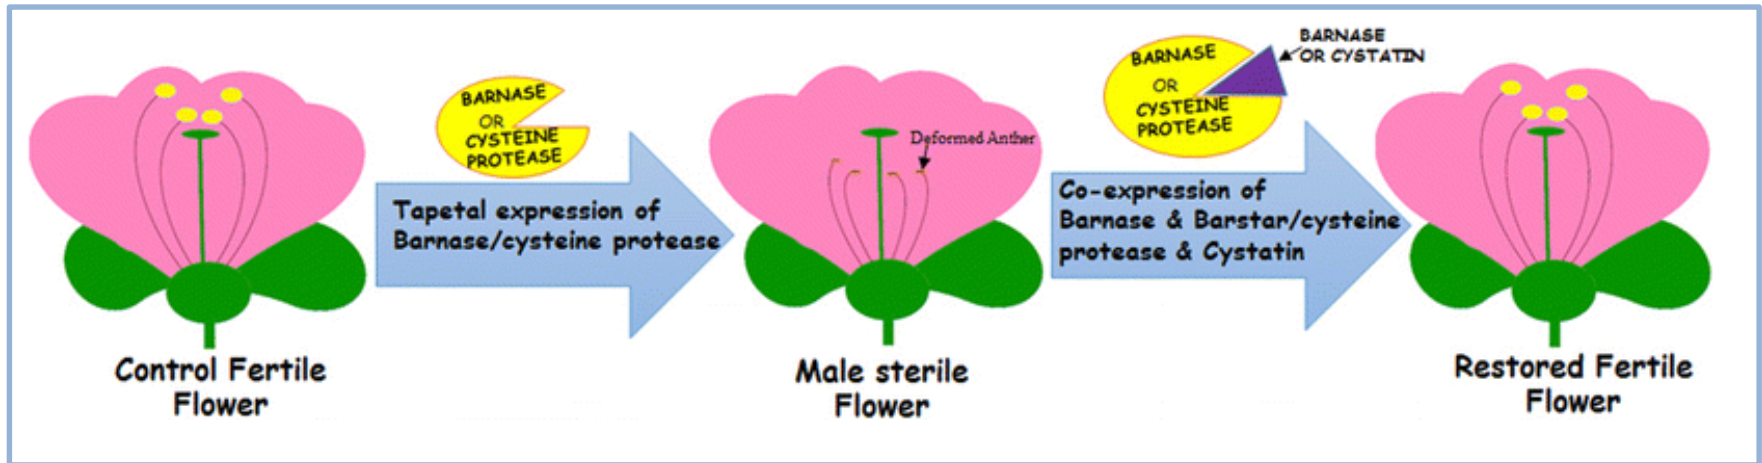 BARNASE
OR
CYSTEINE
PROTEASE
Tapetal expression of
Barnase/cysteine protease
Deformed Anther
BARNASE
OR
CYSTEINE
PROTEASE
BARNASE
OR CYSTATIN
Co-expression of
Barnase & Barstar/cysteine
protease & Cystatin
Control Fertile
Flower
Male sterile
Flower
Restored Fertile
Flower